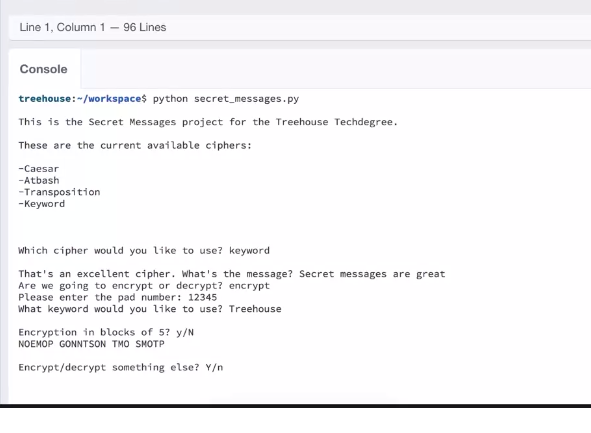 Line 1, Column 1 — 96 Lines
Console
treehouse:~/workspace$ python secret_messages.py
This is the Secret Messages project for the Treehouse Techdegree.
These are the current available ciphers:
-Caesar
-Atbash
-Transposition
-Keyword
Which cipher would you like to use? keyword
That's an excellent cipher. What's the message? Secret messages are great
Are we going to encrypt or decrypt? encrypt
Please enter the pad number: 12345
What keyword would you like to use? Treehouse
Encryption in blocks of 5? y/N
NOEMOP GONNTSON TMO SMOTP
Encrypt/decrypt something else? Y/n